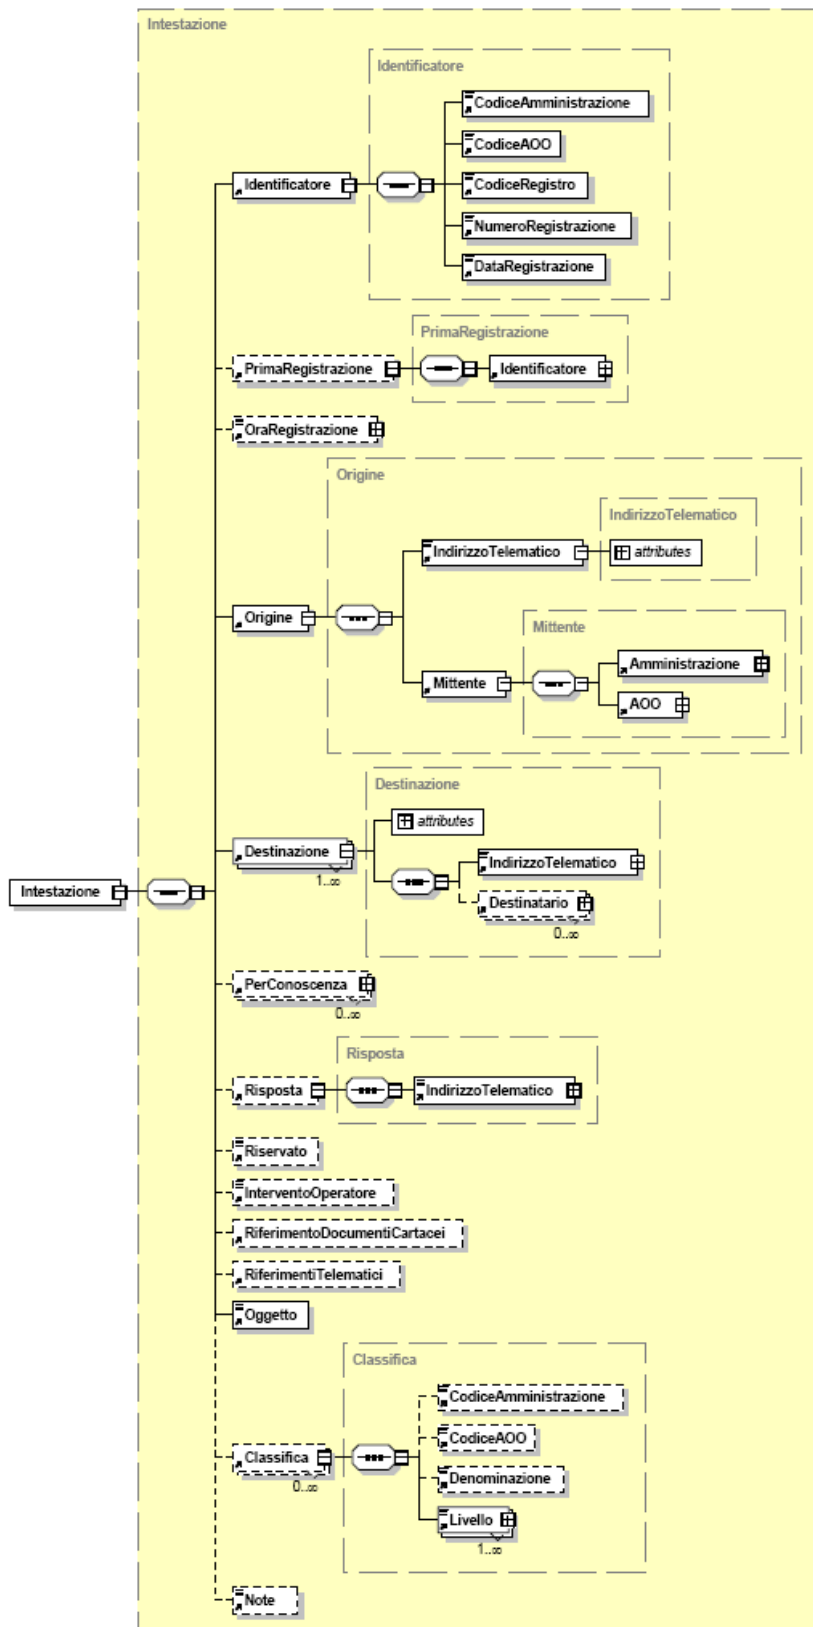 Intestazione
Identificatore
CodiceAmministrazione
CodiceAOO
Identificatore
CodiceRegistro
NumeroRegistrazione
DataRegistrazione
PrimaRegistrazione
PrimaRegistrazione
Identificatore
OraRegistrazione
Origine
IndirizzoTelematico
IndirizzoTelematico
attributes
Origine
Mittente
Mittente
Amministrazione
AOO
Destinazione
attributes
Destinazione
1..∞
IndirizzoTelematico
Intestazione
Destinatario
0..∞
PerConoscenza
0..∞
Risposta
Risposta
IndirizzoTelematico
Riservato
InterventoOperatore
RiferimentoDocumentiCartacei
RiferimentiTelematici
Oggetto
Classifica
CodiceAmministrazione
CodiceAOO
Classifica
0..∞
Denominazione
Livello
1..∞
Note